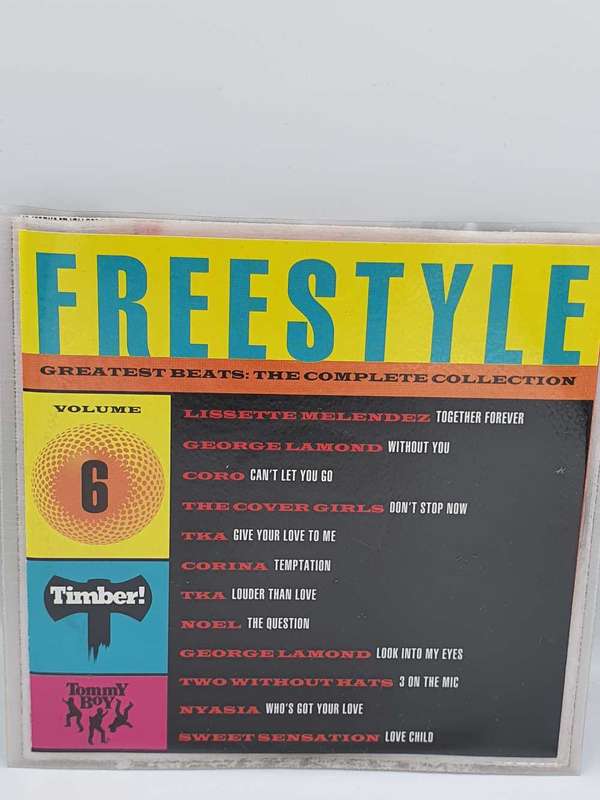 FREESTYLE
GREATEST BEATS: THE COMPLETE COLLECTION
VOLUME
6
Timber!
Tommy
Boy
LISSETTE MELENDEZ TOGETHER FOREVER
GEORGE LAMOND WITHOUT YOU
CORO CAN'T LET YOU GO
THE COVER GIRLS DON'T STOP NOW
TKA GIVE YOUR LOVE TO ME
CORINA TEMPTATION
TKA LOUDER THAN LOVE
NOEL THE QUESTION
GEORGE LAMOND LOOK INTO MY EYES
TWO WITHOUT HATS 3 ON THE MIC
NYASIA WHO'S GOT YOUR LOVE
SWEET SENSATION LOVE CHILD